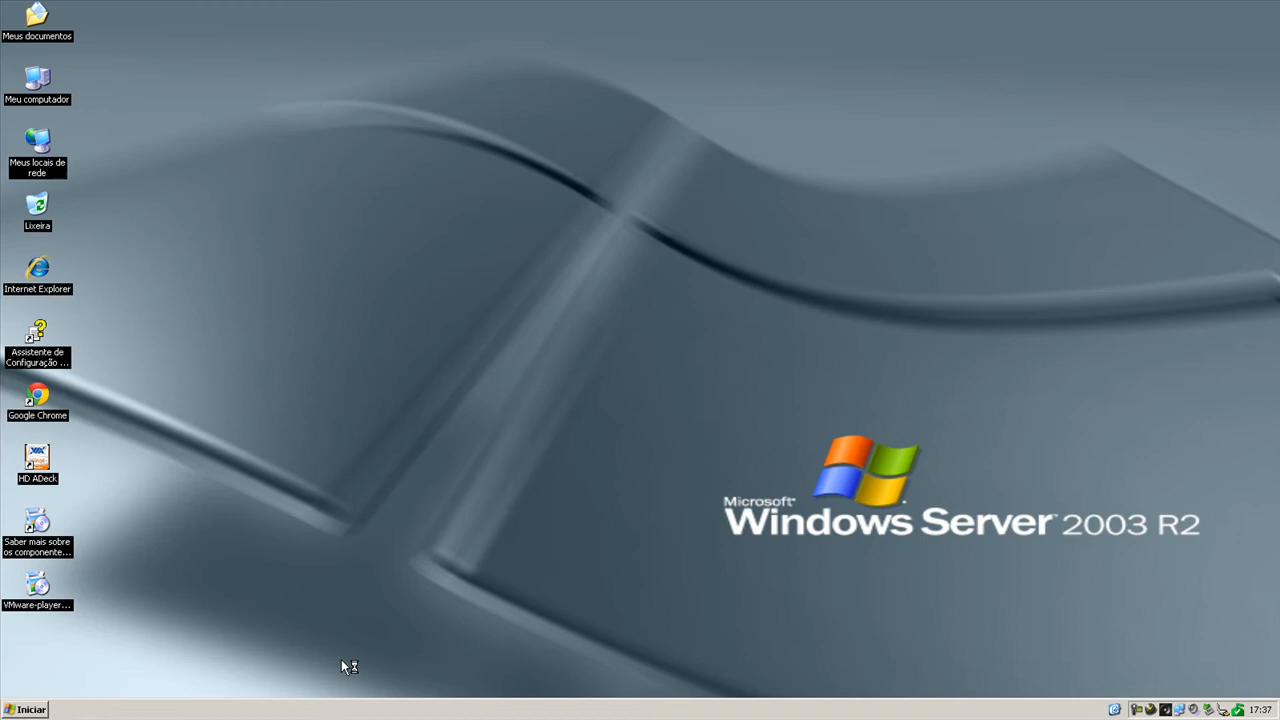 Meus documentos
Meu computador
Meus locais de
rede
Lixeira
Internet Explorer
Assistente de
Configuração ...
Google Chrome
VIA
HD ADeck
Saber mais sobre
os componente...
VMware-player...
Microsoft
Windows Server 2003 R2
Iniciar
17:37